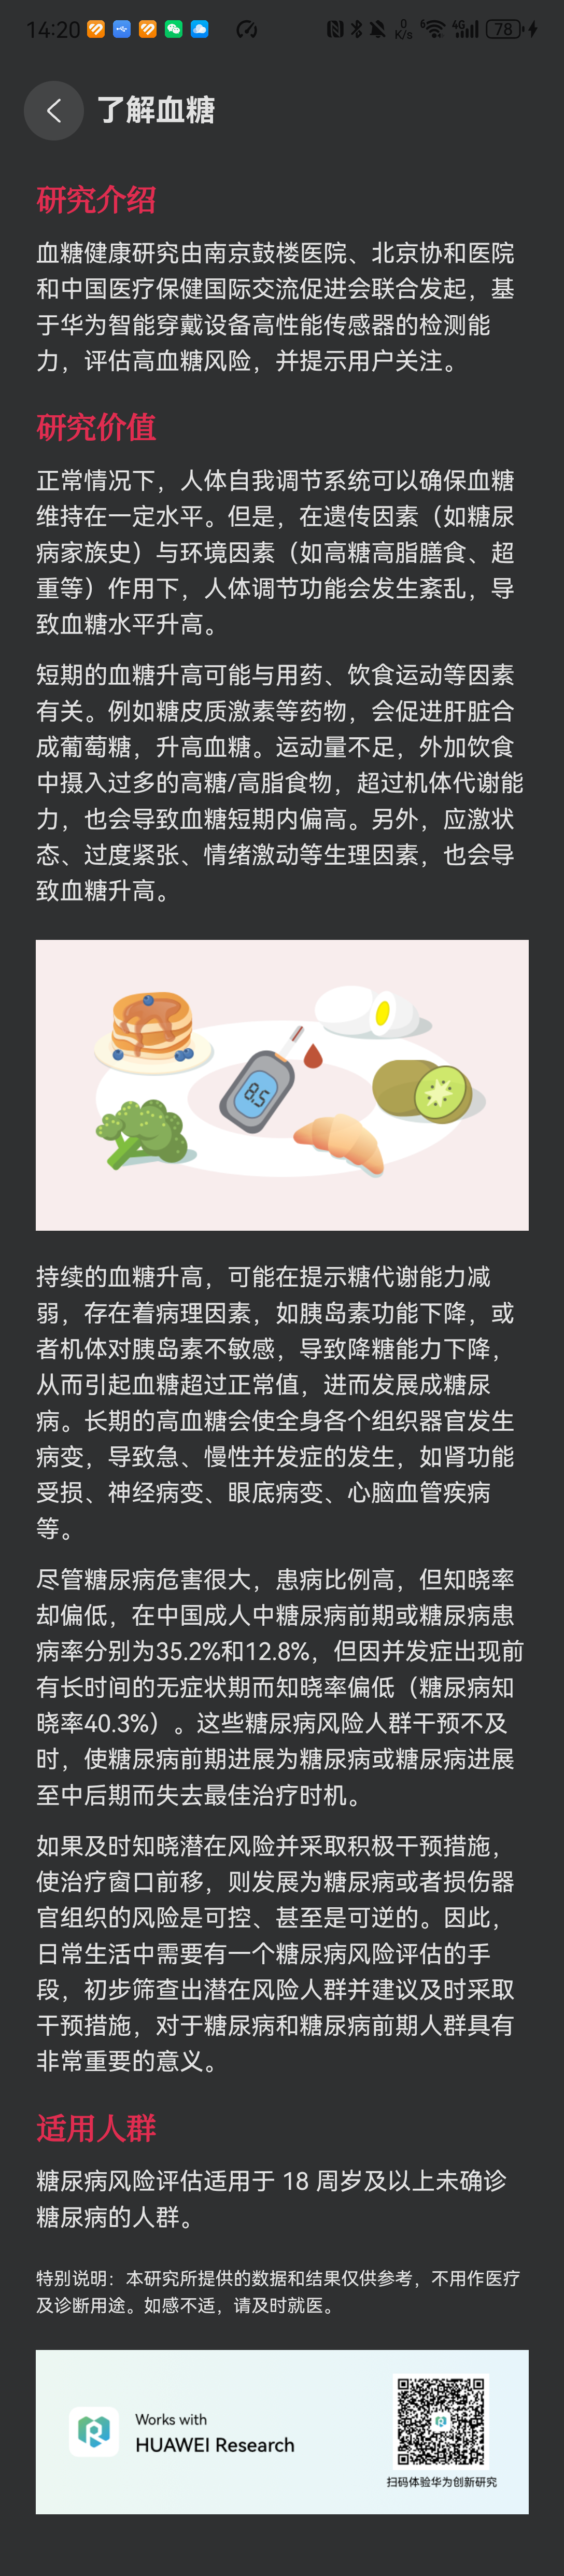 14:20
0
K/s
6
4G
78
了解血糖
研究介绍
血糖健康研究由南京鼓楼医院、北京协和医院
和中国医疗保健国际交流促进会联合发起，基
于华为智能穿戴设备高性能传感器的检测能
力，评估高血糖风险，并提示用户关注。
研究价值
正常情况下，人体自我调节系统可以确保血糖
维持在一定水平。但是，在遗传因素（如糖尿
病家族史）与环境因素（如高糖高脂膳食、超
重等）作用下，人体调节功能会发生紊乱，导
致血糖水平升高。
短期的血糖升高可能与用药、饮食运动等因素
有关。例如糖皮质激素等药物，会促进肝脏合
成葡萄糖，升高血糖。运动量不足，外加饮食
中摄入过多的高糖/高脂食物，超过机体代谢能
力，也会导致血糖短期内偏高。另外，应激状
态、过度紧张、情绪激动等生理因素，也会导
致血糖升高。
8.5
持续的血糖升高，可能在提示糖代谢能力减
弱，存在着病理因素，如胰岛素功能下降，或
者机体对胰岛素不敏感，导致降糖能力下降，
从而引起血糖超过正常值，进而发展成糖尿
病。长期的高血糖会使全身各个组织器官发生
病变，导致急、慢性并发症的发生，如肾功能
受损、神经病变、眼底病变、心脑血管疾病
等。
尽管糖尿病危害很大，患病比例高，但知晓率
却偏低，在中国成人中糖尿病前期或糖尿病患
病率分别为35.2%和12.8%，但因并发症出现前
有长时间的无症状期而知晓率偏低（糖尿病知
晓率40.3%）。这些糖尿病风险人群干预不及
时，使糖尿病前期进展为糖尿病或糖尿病进展
至中后期而失去最佳治疗时机。
如果及时知晓潜在风险并采取积极干预措施，
使治疗窗口前移，则发展为糖尿病或者损伤器
官组织的风险是可控、甚至是可逆的。因此，
日常生活中需要有一个糖尿病风险评估的手
段，初步筛查出潜在风险人群并建议及时采取
干预措施，对于糖尿病和糖尿病前期人群具有
非常重要的意义。
适用人群
糖尿病风险评估适用于 18 周岁及以上未确诊
糖尿病的人群。
特别说明：本研究所提供的数据和结果仅供参考，不用作医疗
及诊断用途。如感不适，请及时就医。
Works with
HUAWEI Research
扫码体验华为创新研究